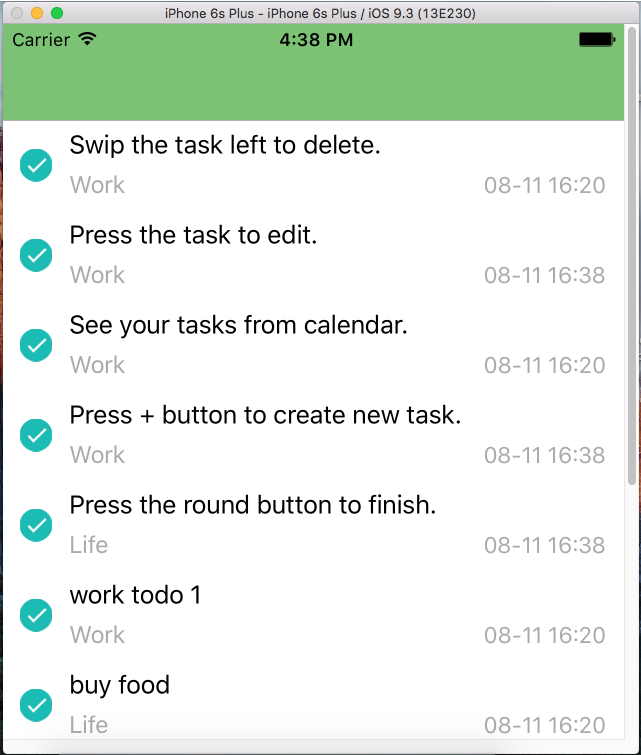 iPhone 6s Plus - iPhone 6s Plus / iOS 9.3 (13E230)
Carrier 4:38 PM
Swip the task left to delete.
Work 08-11 16:20
Press the task to edit.
Work 08-11 16:38
See your tasks from calendar.
Work 08-11 16:20
Press + button to create new task.
Work 08-11 16:38
Press the round button to finish.
Life 08-11 16:38
work todo 1
Work 08-11 16:20
buy food
Life 08-11 16:20